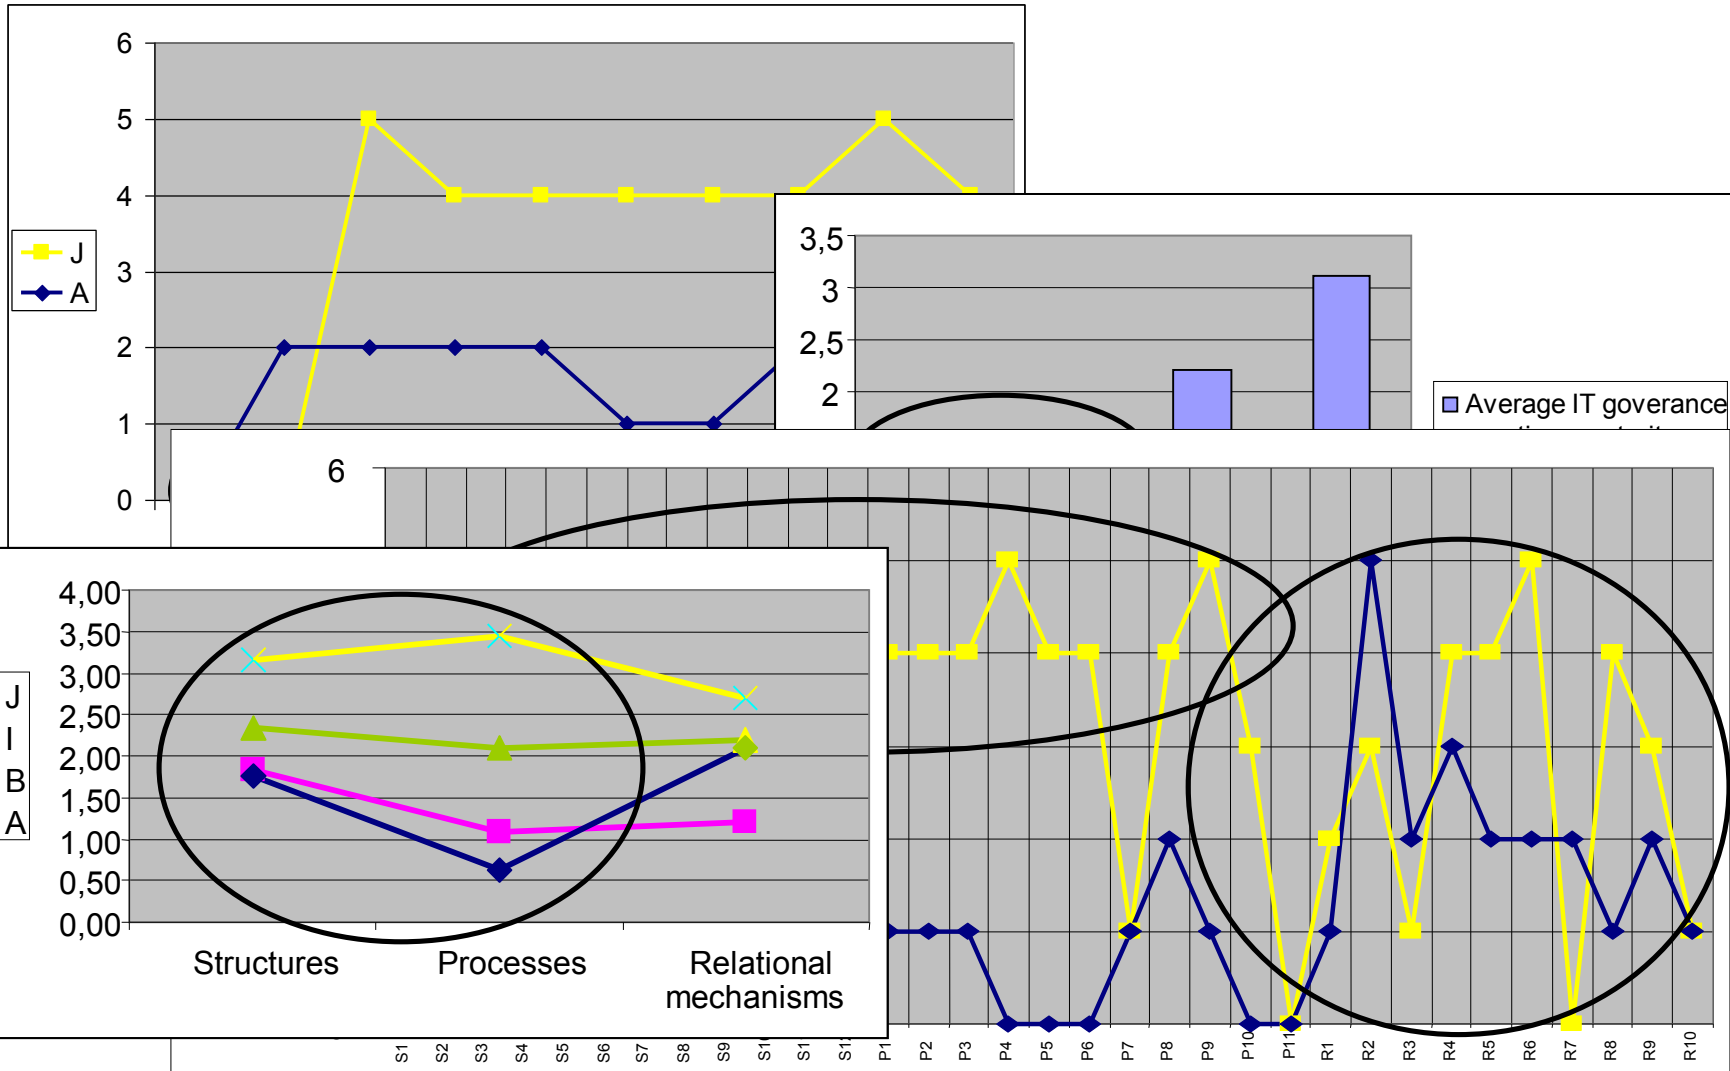 6
5
4
3
2
1
0
J
A
3,5
3
2,5
2
Average IT goverance
6
4,00
3,50
3,00
2,50
2,00
1,50
1,00
0,50
0,00
J
I
B
A
Structures
Processes
Relational
mechanisms
S1
S2
S3
S4
S5
S6
S7
S8
S9
S1
P1
P2
P3
P4
P5
P6
P7
P8
P9
P10
P11
R1
R2
R3
R4
R5
R6
R7
R8
R9
R10